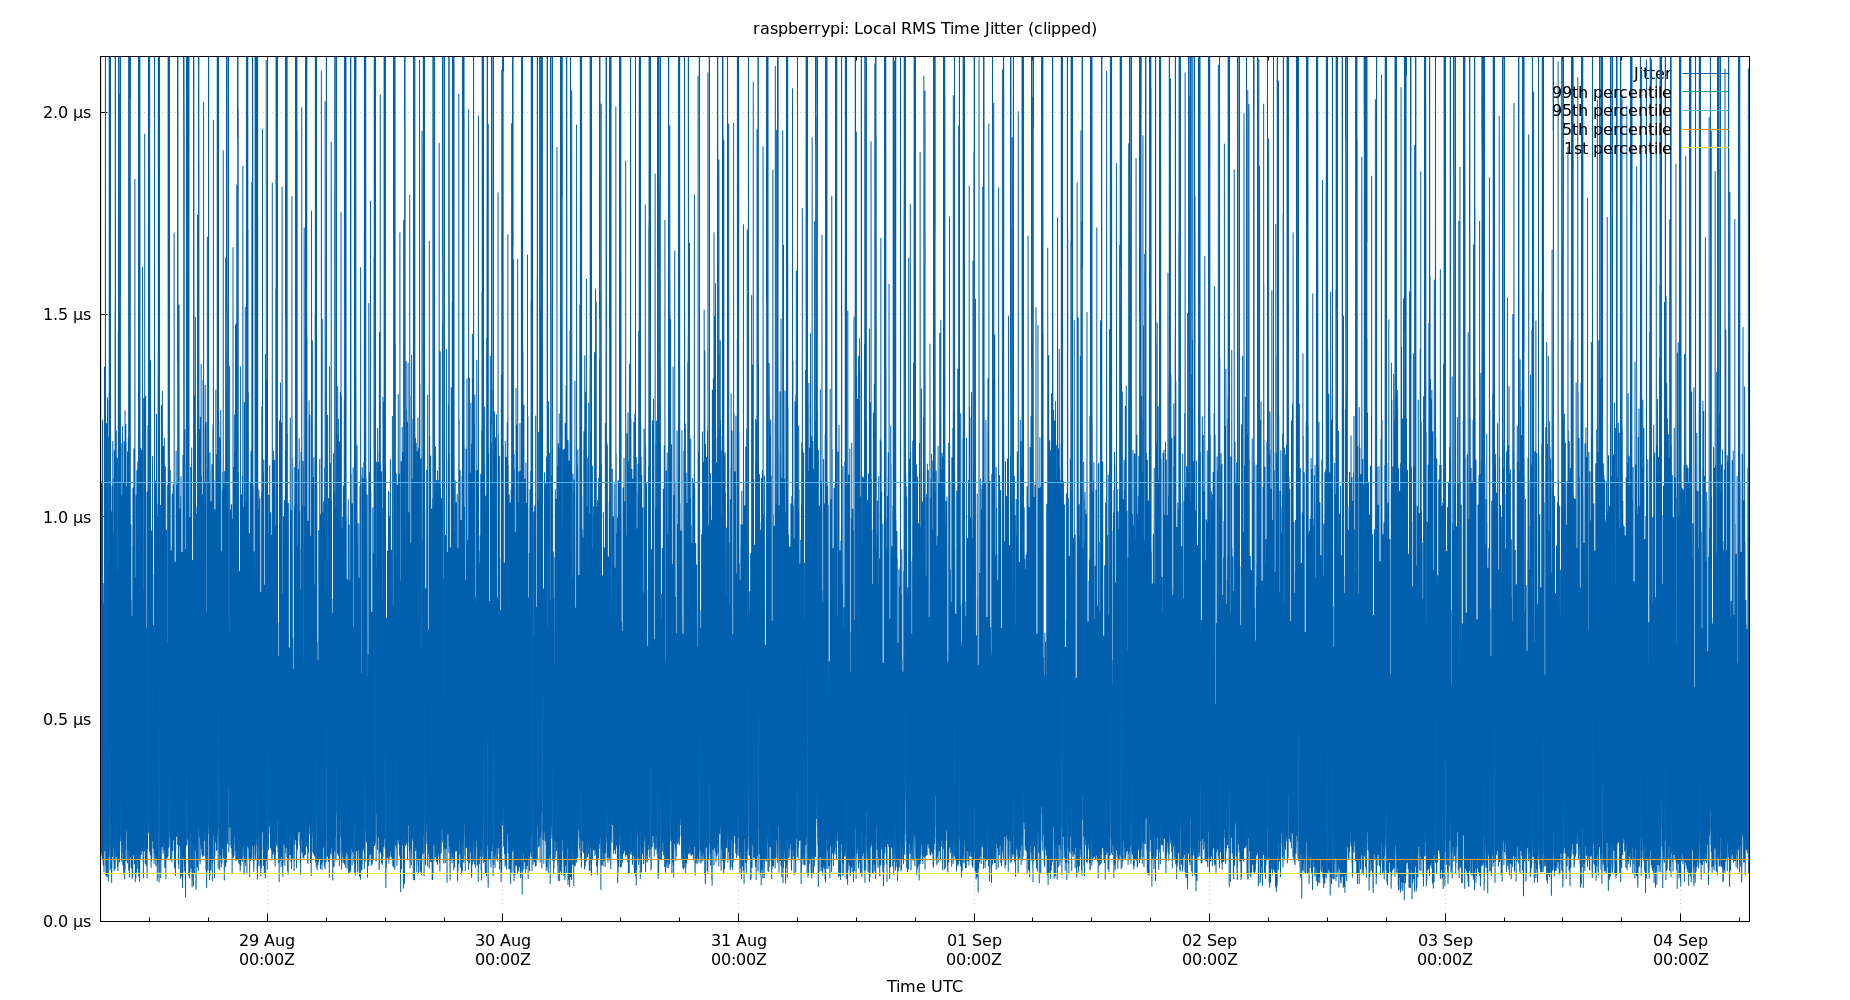 raspberrypi: Local RMS Time Jitter (clipped)
Jitter
99th percentile
95th percentile
5th percentile
1st percentile
2.0 µs
1.5 µs
1.0 µs
0.5 µs
0.0 µs
29 Aug 30 Aug 31 Aug 01 Sep 02 Sep 03 Sep 04 Sep
00:00Z 00:00Z 00:00Z 00:00Z 00:00Z 00:00Z 00:00Z
Time UTC